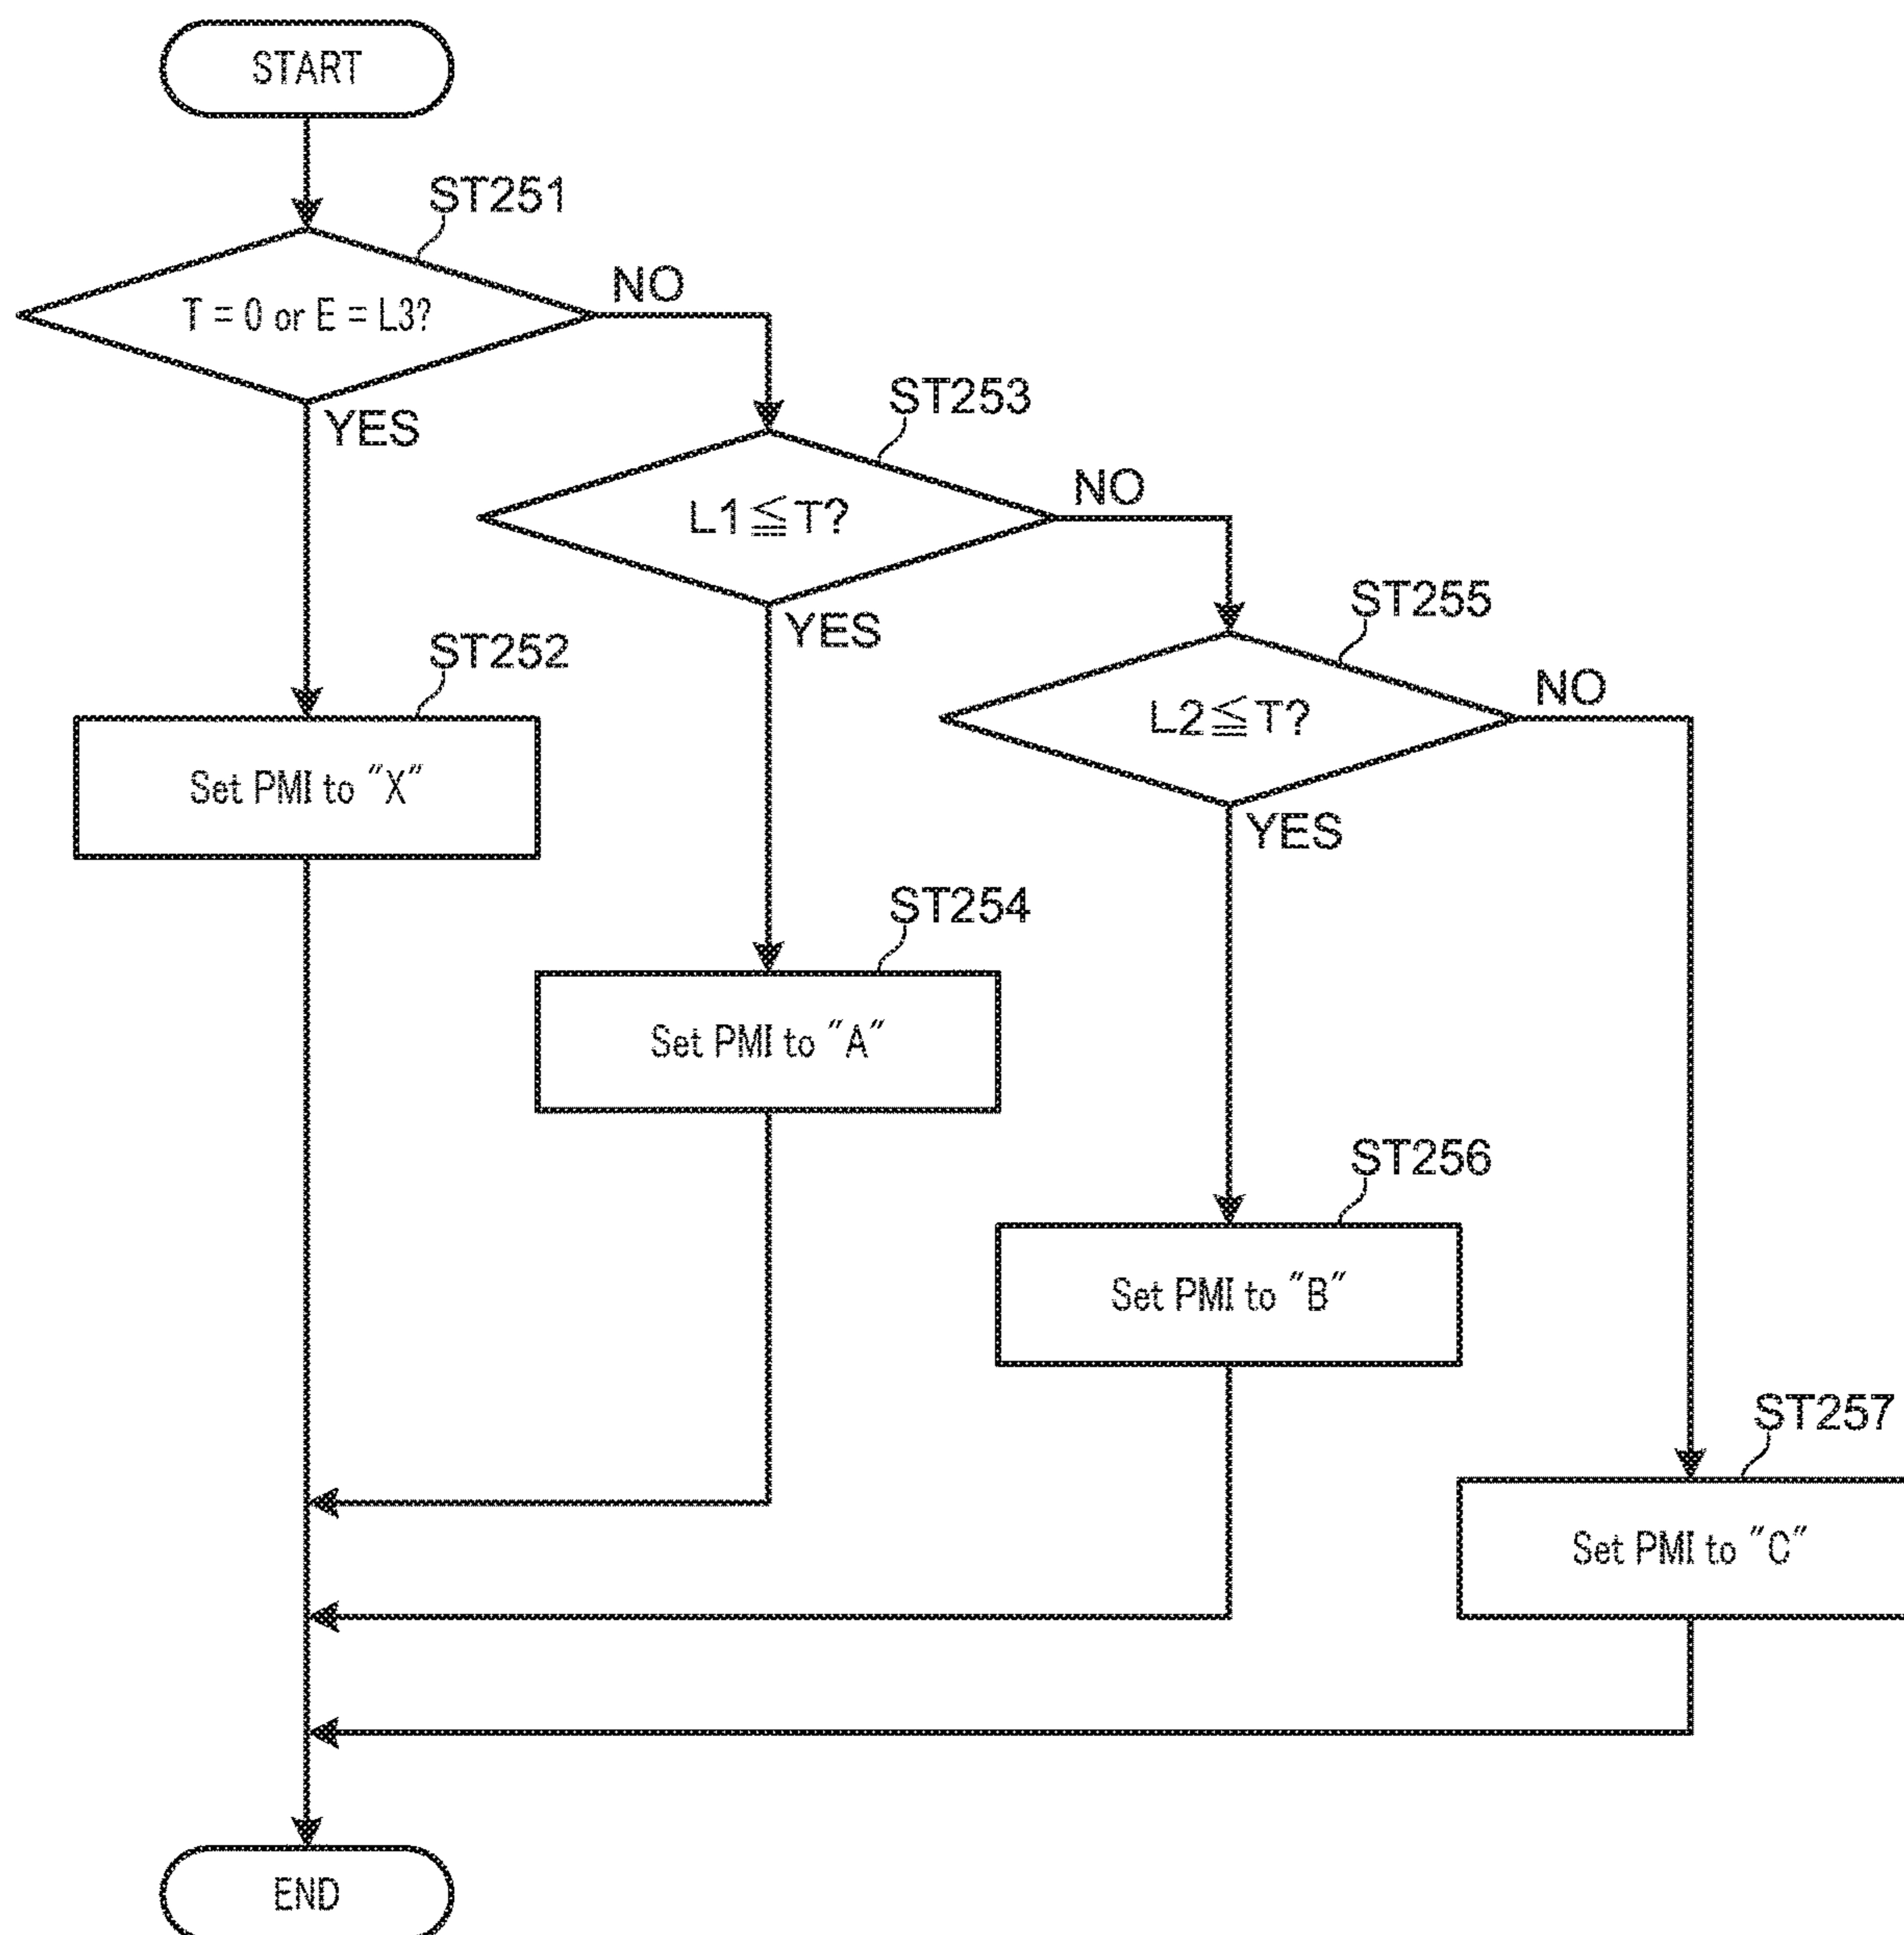 START
ST251
T = 0 or E = L3?
NO
YES
ST253
L1≦T?
NO
YES
ST255
L2≦T?
NO
YES
ST252
Set PMI to "X"
ST254
Set PMI to "A"
ST256
Set PMI to "B"
ST257
Set PMI to "C"
END